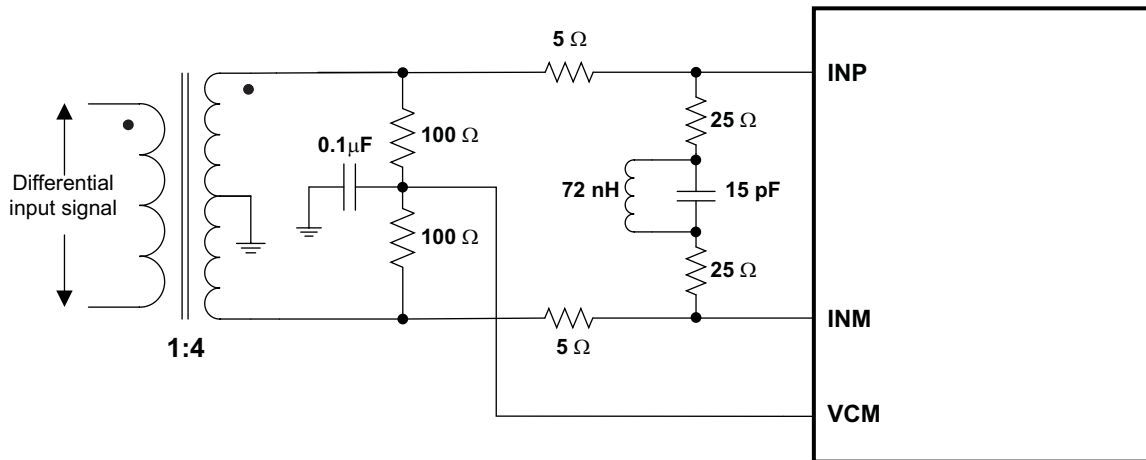 5 Ω
INP
25 Ω
100 Ω
0.1μF
Differential
input signal
72 nH
15 pF
100 Ω
25 Ω
INM
5 Ω
1:4
VCM